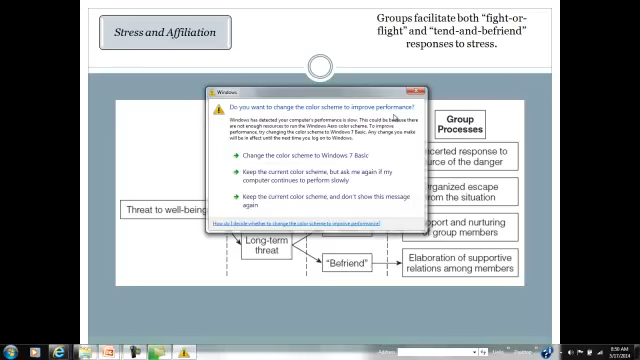 Stress and Affiliation
Groups facilitate both "fight-or-
flight" and "tend-and-befriend"
responses to stress.
Windows
Do you want to change the color scheme to improve performance?
Windows has detected your computer's performance is slow. This could be because there
are not enough resources to run the Windows Aero color scheme. To improve
performance, try changing the color scheme to Windows 7 Basic. Any change you make
will be in effect until the next time you log on to Windows.
Change the color scheme to Windows 7 Basic
Keep the current color scheme, but ask me again if my
computer continues to perform slowly
Keep the current color scheme, and don't show this message
again
How do I decide whether to change the color scheme to improve performance?
Group
Processes
ncerted response to
urce of the danger
rganized escape
rom the situation
pport and nurturing
f group members
Elaboration of supportive
relations among members
Threat to well-being
Long-term
threat
"Befriend"
Address
Desktop
8:50 AM
3/17/2014